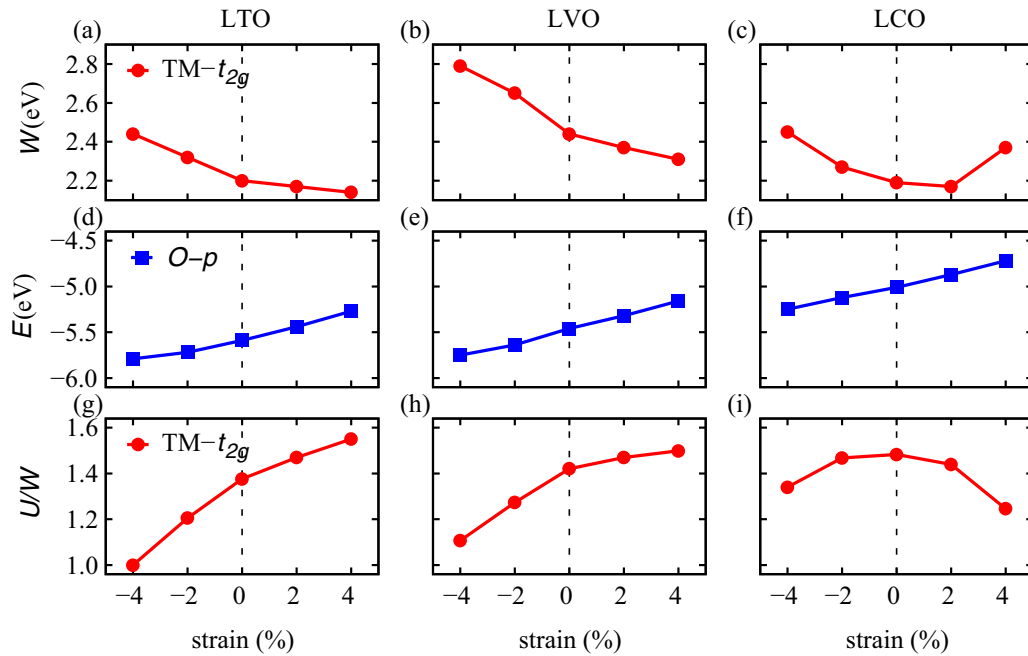 LTO LVO LCO
(a) (b) (c)
2.8
2.6
2.4
2.2
W(eV)
TM−t2g
(d) (e) (f)
−4.5
−5.0
−5.5
−6.0
E(eV)
O−p
(g) (h) (i)
1.6
1.4
1.2
1.0
U/W
TM−t2g
−4 −2 0 2 4 −4 −2 0 2 4 −4 −2 0 2 4
strain (%) strain (%) strain (%)